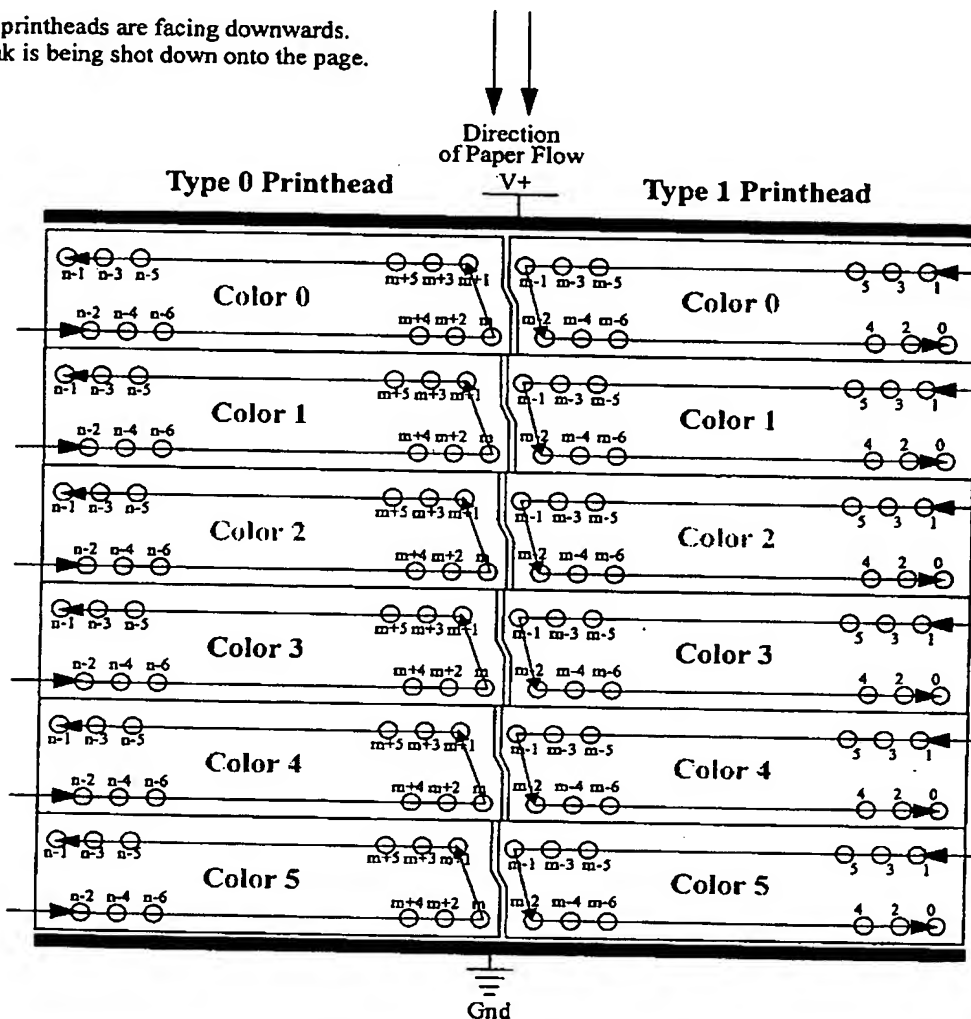 printheads are facing downwards.
k is being shot down onto the page.
Direction
of Paper Flow
Type 0 Printhead
V+
Type 1 Printhead
n-1 n-3 n-5
m+5 m+3 m+1
m-1 m-3 m-5
5 3 1
Color 0
Color 0
n-2 n-4 n-6
m+4 m+2 m
m-2 m-4 m-6
4 2 0
n-1 n-3 n-5
m+5 m+3 m+1
m-1 m-3 m-5
5 3 1
Color 1
Color 1
n-2 n-4 n-6
m+4 m+2 m
m-2 m-4 m-6
4 2 0
n-1 n-3 n-5
m+5 m+3 m+1
m-1 m-3 m-5
5 3 1
Color 2
Color 2
n-2 n-4 n-6
m+4 m+2 m
m-2 m-4 m-6
4 2 0
n-1 n-3 n-5
m+5 m+3 m+1
m-1 m-3 m-5
5 3 1
Color 3
Color 3
n-2 n-4 n-6
m+4 m+2 m
m-2 m-4 m-6
4 2 0
n-1 n-3 n-5
m+5 m+3 m+1
m-1 m-3 m-5
5 3 1
Color 4
Color 4
n-2 n-4 n-6
m+4 m+2 m
m-2 m-4 m-6
4 2 0
n-1 n-3 n-5
m+5 m+3 m+1
m-1 m-3 m-5
5 3 1
Color 5
Color 5
n-2 n-4 n-6
m+4 m+2 m
m-2 m-4 m-6
4 2 0
Gnd